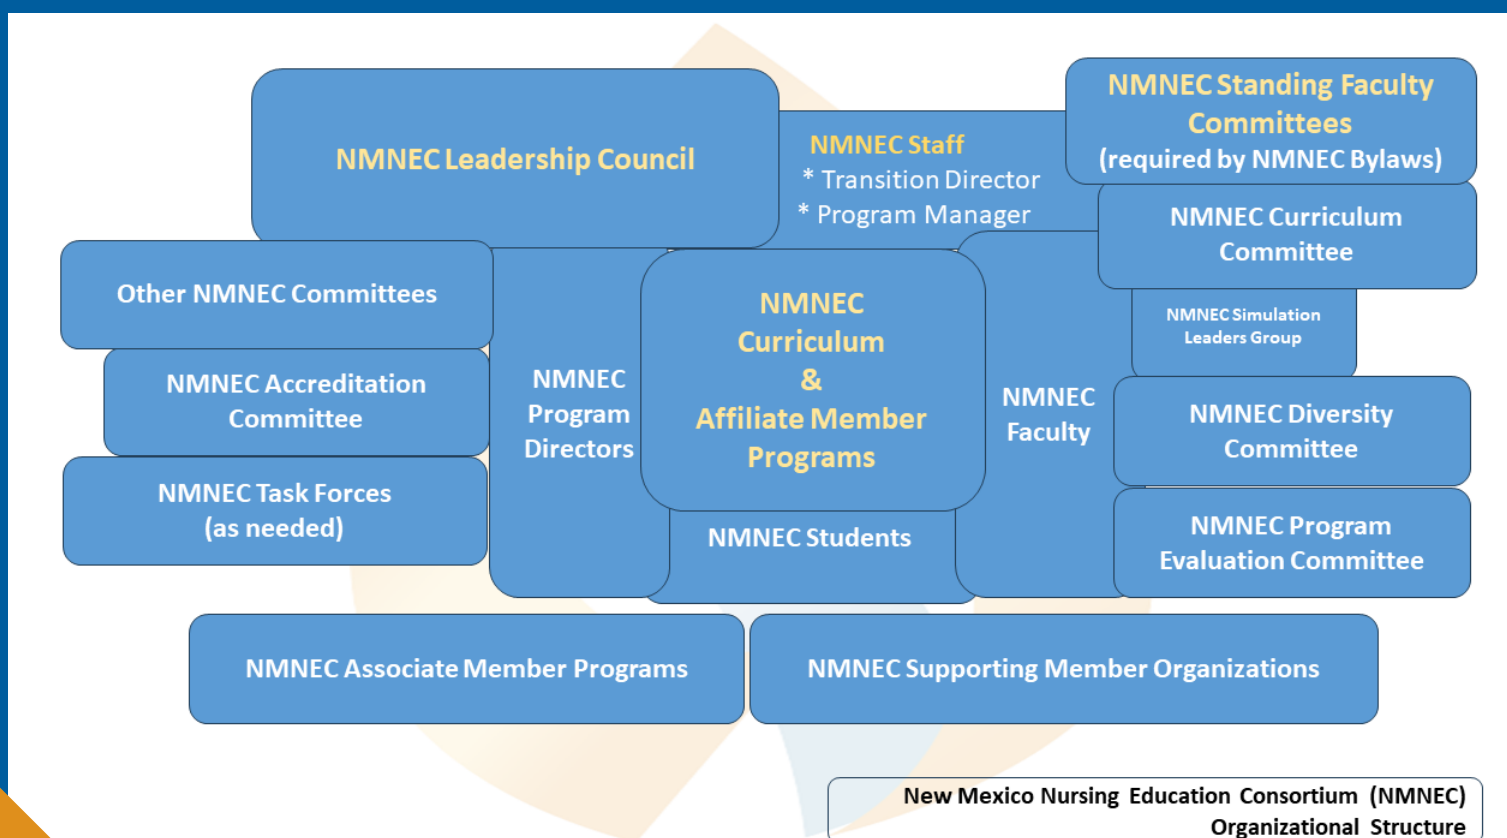 NMNEC Leadership Council
NMNEC Staff
* Transition Director
* Program Manager
NMNEC Standing Faculty
Committees
(required by NMNEC Bylaws)
NMNEC Curriculum
Committee
NMNEC Simulation
Leaders Group
NMNEC Diversity
Committee
NMNEC Program
Evaluation Committee
Other NMNEC Committees
NMNEC Accreditation
Committee
NMNEC Task Forces
(as needed)
NMNEC
Program
Directors
NMNEC
Curriculum
&
Affiliate Member
Programs
NMNEC
Faculty
NMNEC Students
NMNEC Associate Member Programs
NMNEC Supporting Member Organizations
New Mexico Nursing Education Consortium (NMNEC)
Organizational Structure